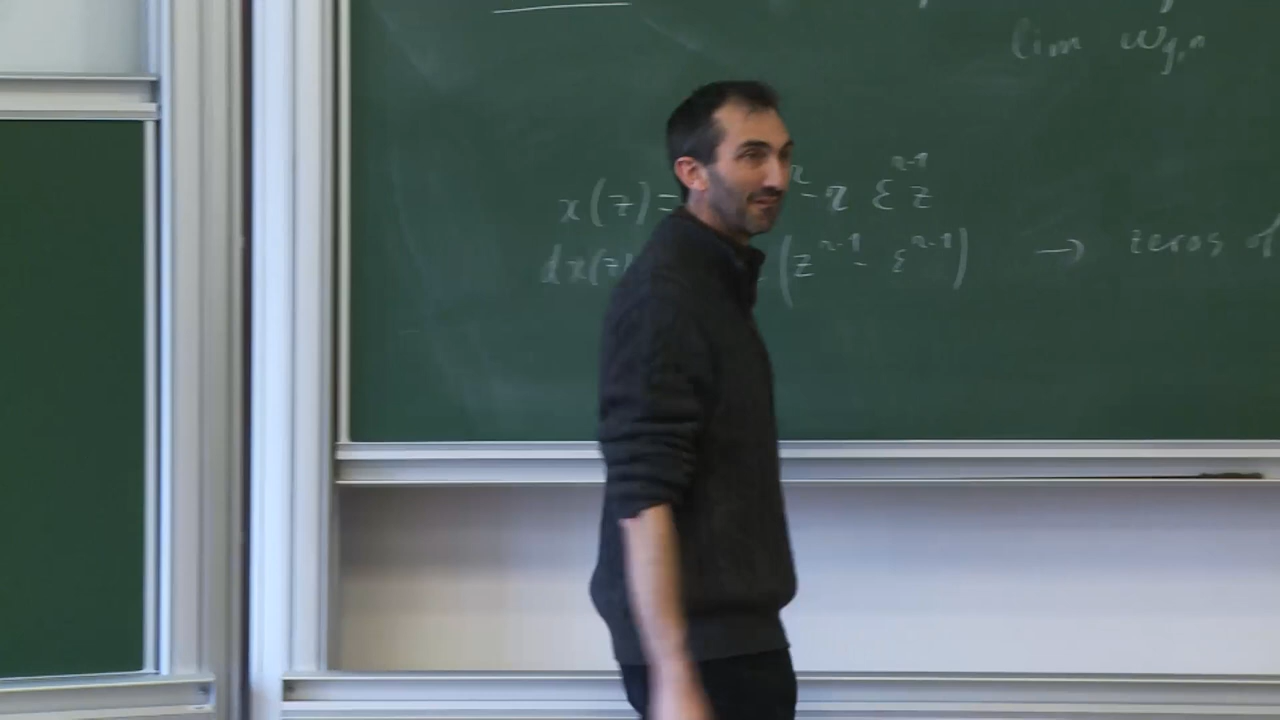 lim ω_{g,n}
x(z)= ^r - r ε^{r-1} z
dx(z) (z^{r-1} - ε^{r-1}) → zeros of